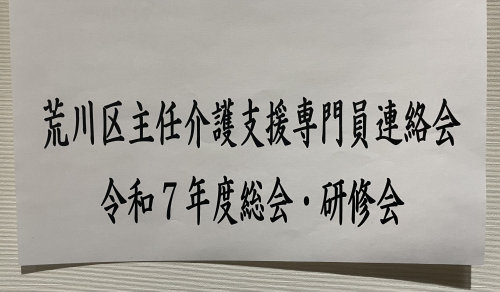 荒川区主任介護支援専門員連絡会
令和７年度総会・研修会